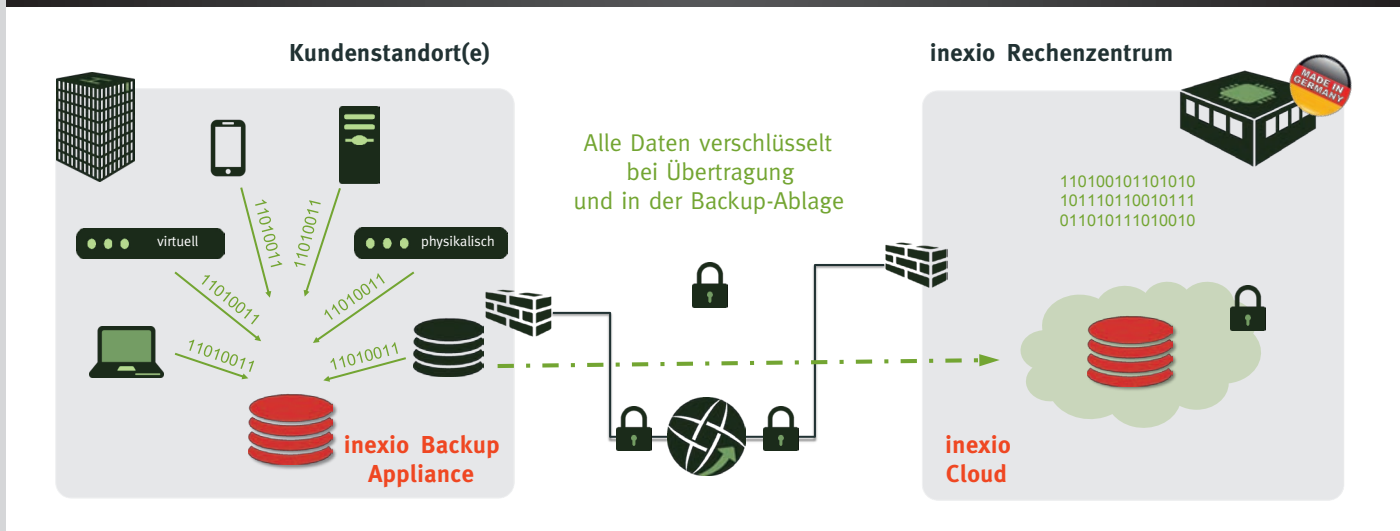 Kundenstandort(e)
inexio Rechenzentrum
MADE IN
GERMANY
Alle Daten verschlüsselt
bei Übertragung
und in der Backup-Ablage
110100101101010
101110110010111
011010111010010
11010011
11010011
virtuell
physikalisch
11010011
11010011
11010011
11010011
inexio Backup
Appliance
inexio
Cloud